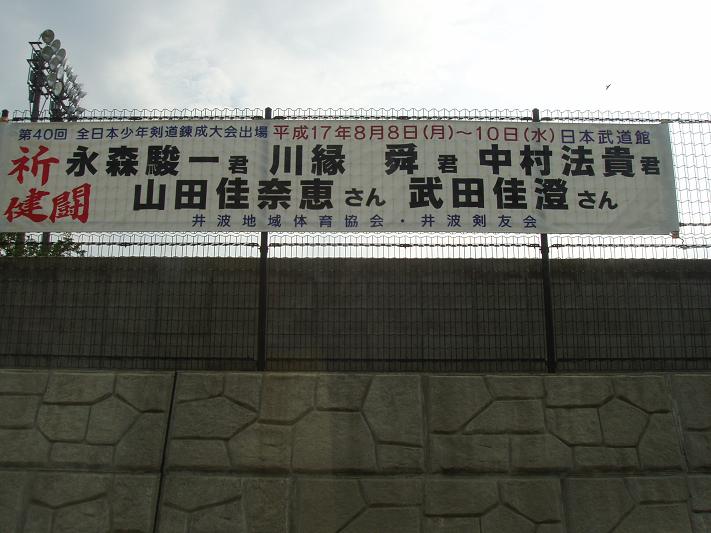 第40回 全日本少年剣道錬成大会出場 平成17年8月8日(月)～10日(水) 日本武道館
祈健闘
永森駿一君 川縁 舜君 中村法貴君
山田佳奈恵さん 武田佳澄さん
井波地域体育協会・井波剣友会